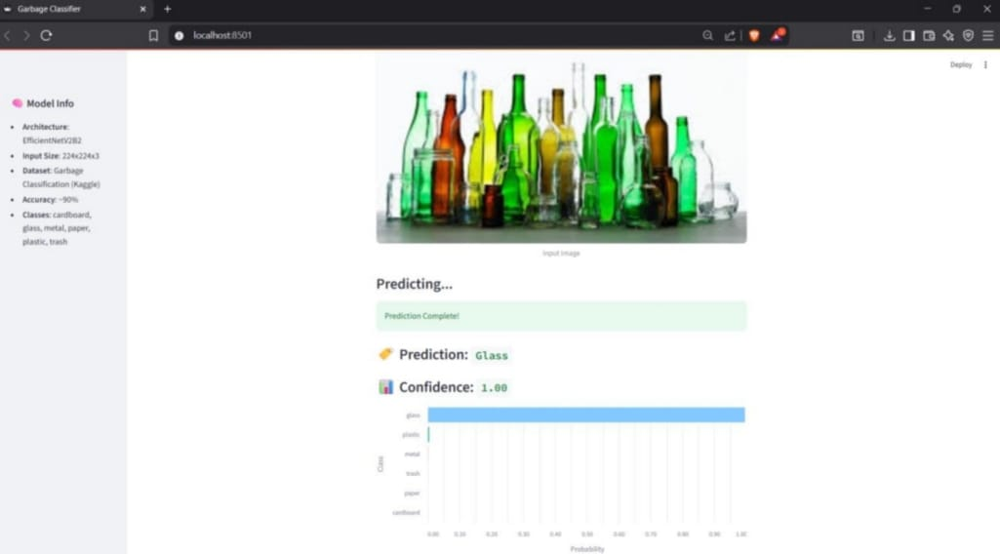 Garbage Classifier
localhost:8501
Deploy
Model Info
Architecture:
EfficientNetV2B2
Input Size: 224x224x3
Dataset: Garbage
Classification (Kaggle)
Accuracy: ~90%
Classes: cardboard,
glass, metal, paper,
plastic, trash
Input Image
Predicting...
Prediction Complete!
Prediction: Glass
Confidence: 1.00
glass
plastic
metal
trash
paper
cardboard
Class
0.00 0.10 0.20 0.30 0.40 0.50 0.60 0.70 0.80 0.90 1.00
Probability